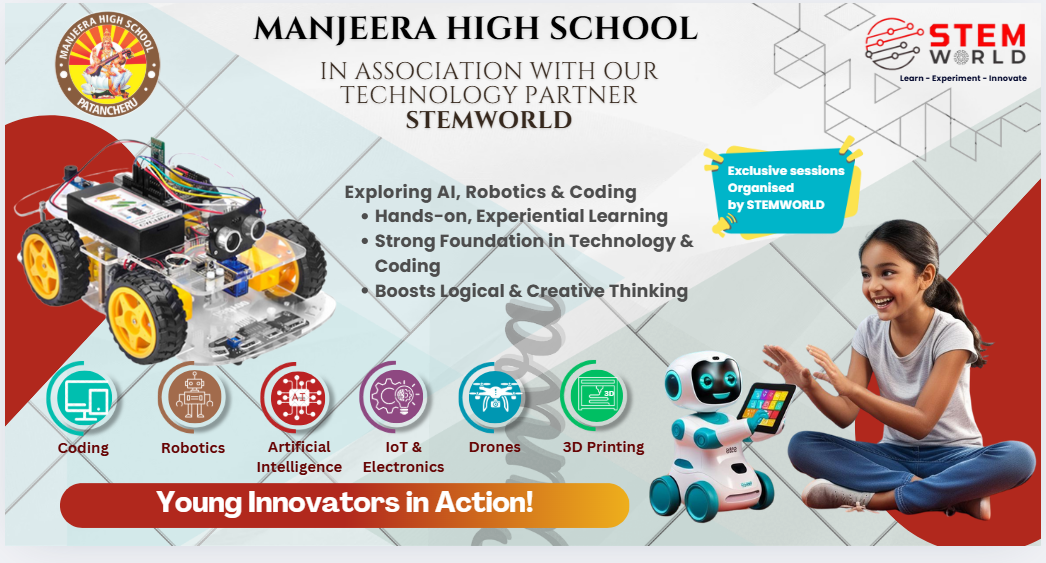 MANJEERA HIGH SCHOOL
PATANCHERU
MANJEERA HIGH SCHOOL
IN ASSOCIATION WITH OUR
TECHNOLOGY PARTNER
STEMWORLD
STEM
WORLD
Learn - Experiment - Innovate
Exclusive sessions
Organised
by STEMWORLD
Exploring AI, Robotics & Coding
• Hands-on, Experiential Learning
• Strong Foundation in Technology &
Coding
• Boosts Logical & Creative Thinking
A-I
3D
Coding
Robotics
Artificial
Intelligence
IoT &
Electronics
Drones
3D Printing
Young Innovators in Action!